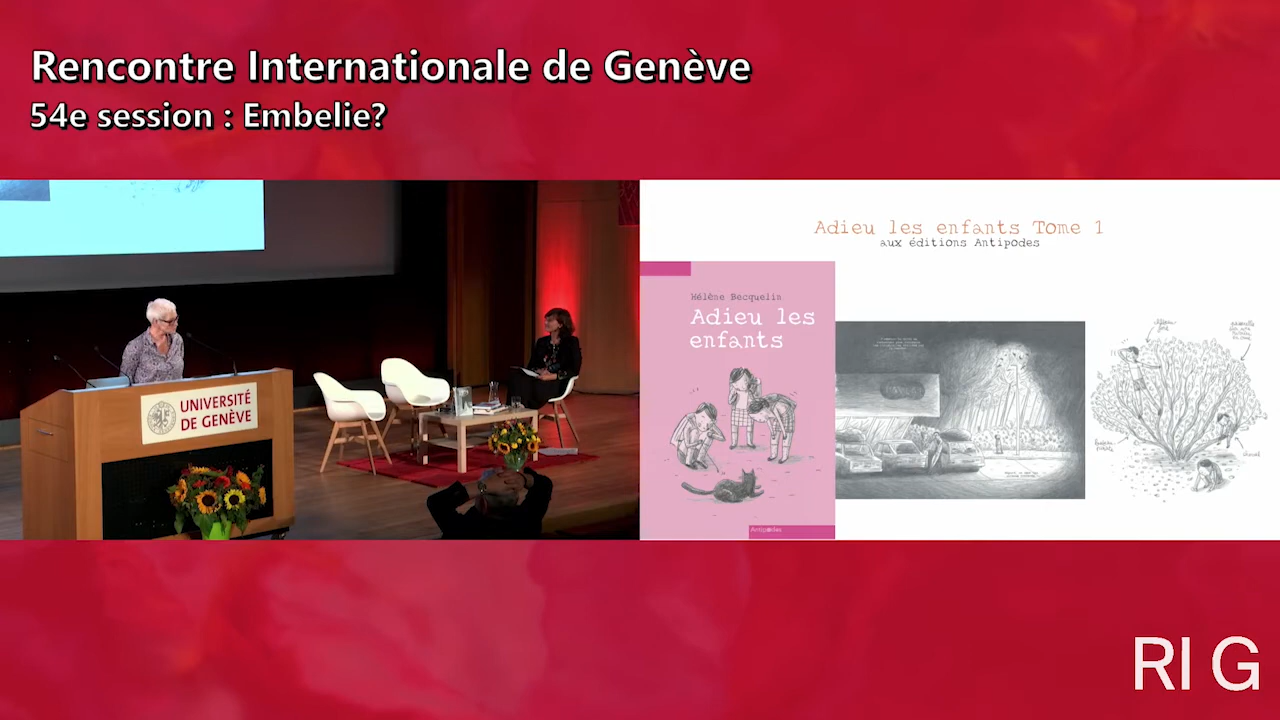 Rencontre Internationale de Genève
54e session : Embelie?
UNIVERSITÉ
DE GENÈVE
Adieu les enfants Tome 1
aux éditions Antipodes
Hélène Becquelin
Adieu les
enfants
Antipodes
RIG